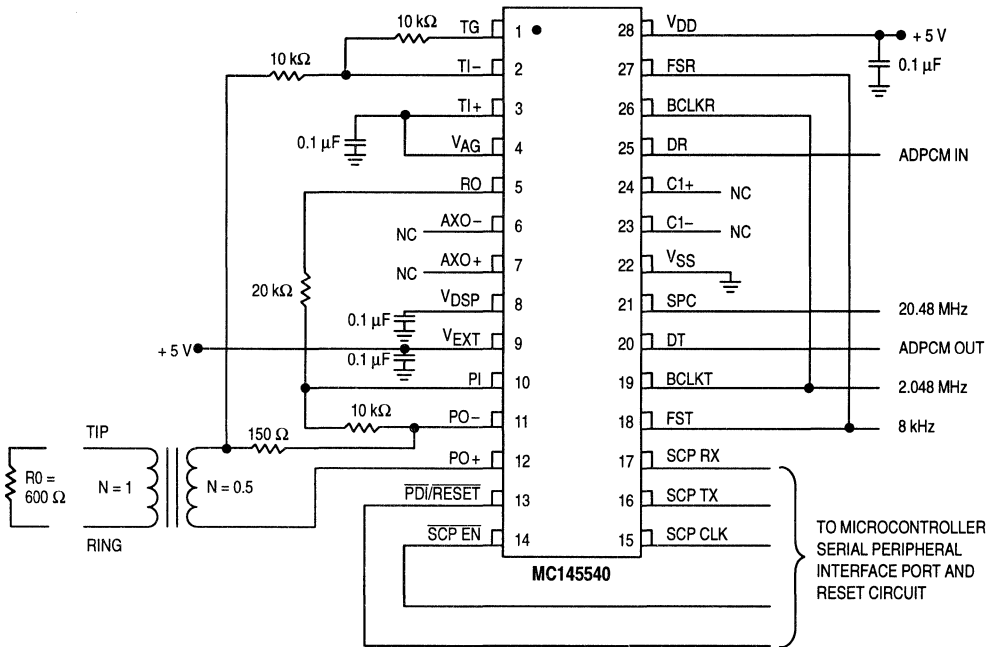 10 kΩ
TG
1
28
VDD
+ 5 V
10 kΩ
TI–
2
27
FSR
0.1 µF
TI+
3
26
BCLKR
0.1 µF
VAG
4
25
DR
ADPCM IN
RO
5
24
C1+
NC
NC
AXO–
6
23
C1–
NC
NC
AXO+
7
22
VSS
20 kΩ
VDSP
8
21
SPC
20.48 MHz
0.1 µF
+ 5 V
VEXT
9
20
DT
ADPCM OUT
0.1 µF
PI
10
19
BCLKT
2.048 MHz
10 kΩ
PO–
11
18
FST
8 kHz
150 Ω
TIP
PO+
12
17
SCP RX
R0 =
600 Ω
N = 1
N = 0.5
PDI/RESET
13
16
SCP TX
RING
SCP EN
14
15
SCP CLK
MC145540
TO MICROCONTROLLER
SERIAL PERIPHERAL
INTERFACE PORT AND
RESET CIRCUIT